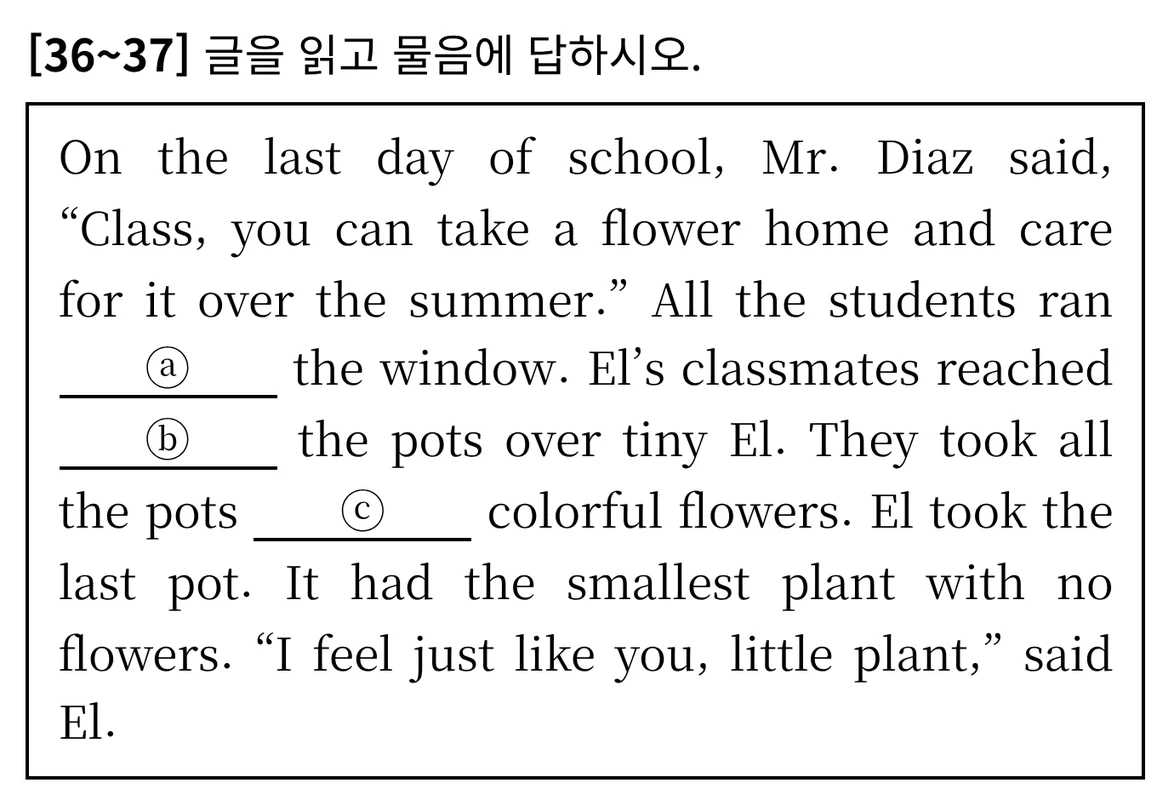 [36~37] 글을 읽고 물음에 답하시오.
On the last day of school, Mr. Diaz said,
“Class, you can take a flower home and care
for it over the summer.” All the students ran
ⓐ the window. El’s classmates reached
ⓑ the pots over tiny El. They took all
the pots ⓒ colorful flowers. El took the
last pot. It had the smallest plant with no
flowers. “I feel just like you, little plant,” said
El.